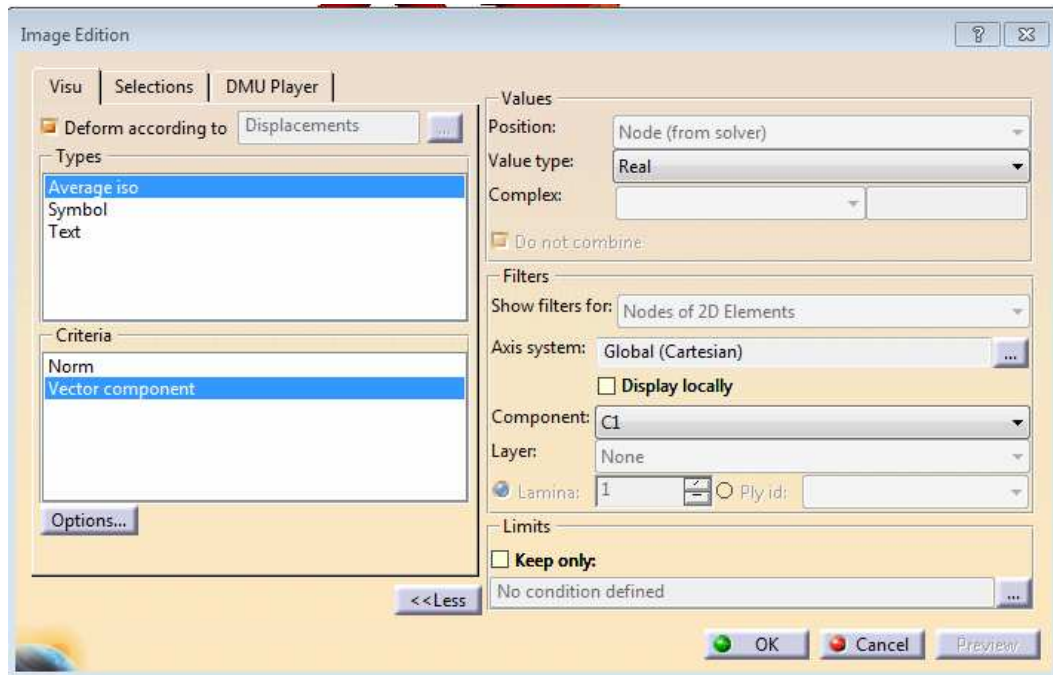 Image Edition
Visu Selections DMU Player
Deform according to Displacements ...
Types
Average iso
Symbol
Text
Criteria
Norm
Vector component
Options...
<<Less
Values
Position: Node (from solver)
Value type: Real
Complex:
Do not combine
Filters
Show filters for: Nodes of 2D Elements
Axis system: Global (Cartesian) ...
Display locally
Component: C1
Layer: None
Lamina: 1 Ply id:
Limits
Keep only:
No condition defined ...
OK Cancel Preview